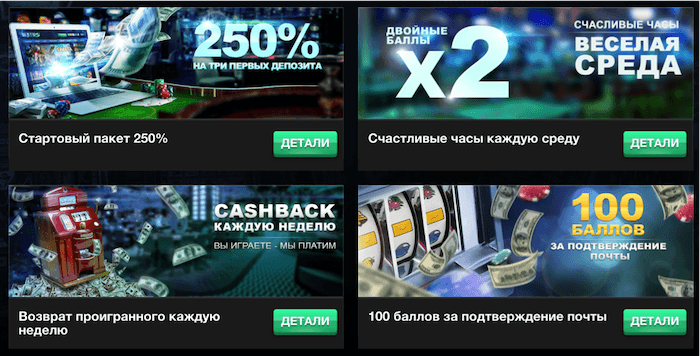 250%
НА ТРИ ПЕРВЫХ ДЕПОЗИТА
Стартовый пакет 250%
ДЕТАЛИ
ДВОЙНЫЕ
БАЛЛЫ
x2
СЧАСТЛИВЫЕ ЧАСЫ
ВЕСЕЛАЯ
СРЕДА
Счастливые часы каждую среду
ДЕТАЛИ
CASHBACK
КАЖДУЮ НЕДЕЛЮ
ВЫ ИГРАЕТЕ - МЫ ПЛАТИМ
Возврат проигранного каждую
неделю
ДЕТАЛИ
100
БАЛЛОВ
ЗА ПОДТВЕРЖДЕНИЕ
ПОЧТЫ
100 баллов за подтверждение почты
ДЕТАЛИ